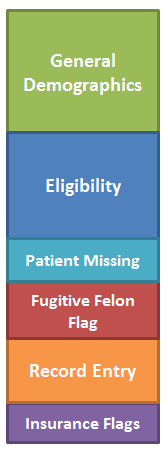 General
Demographics
Eligibility
Patient Missing
Fugitive Felon
Flag
Record Entry
Insurance Flags